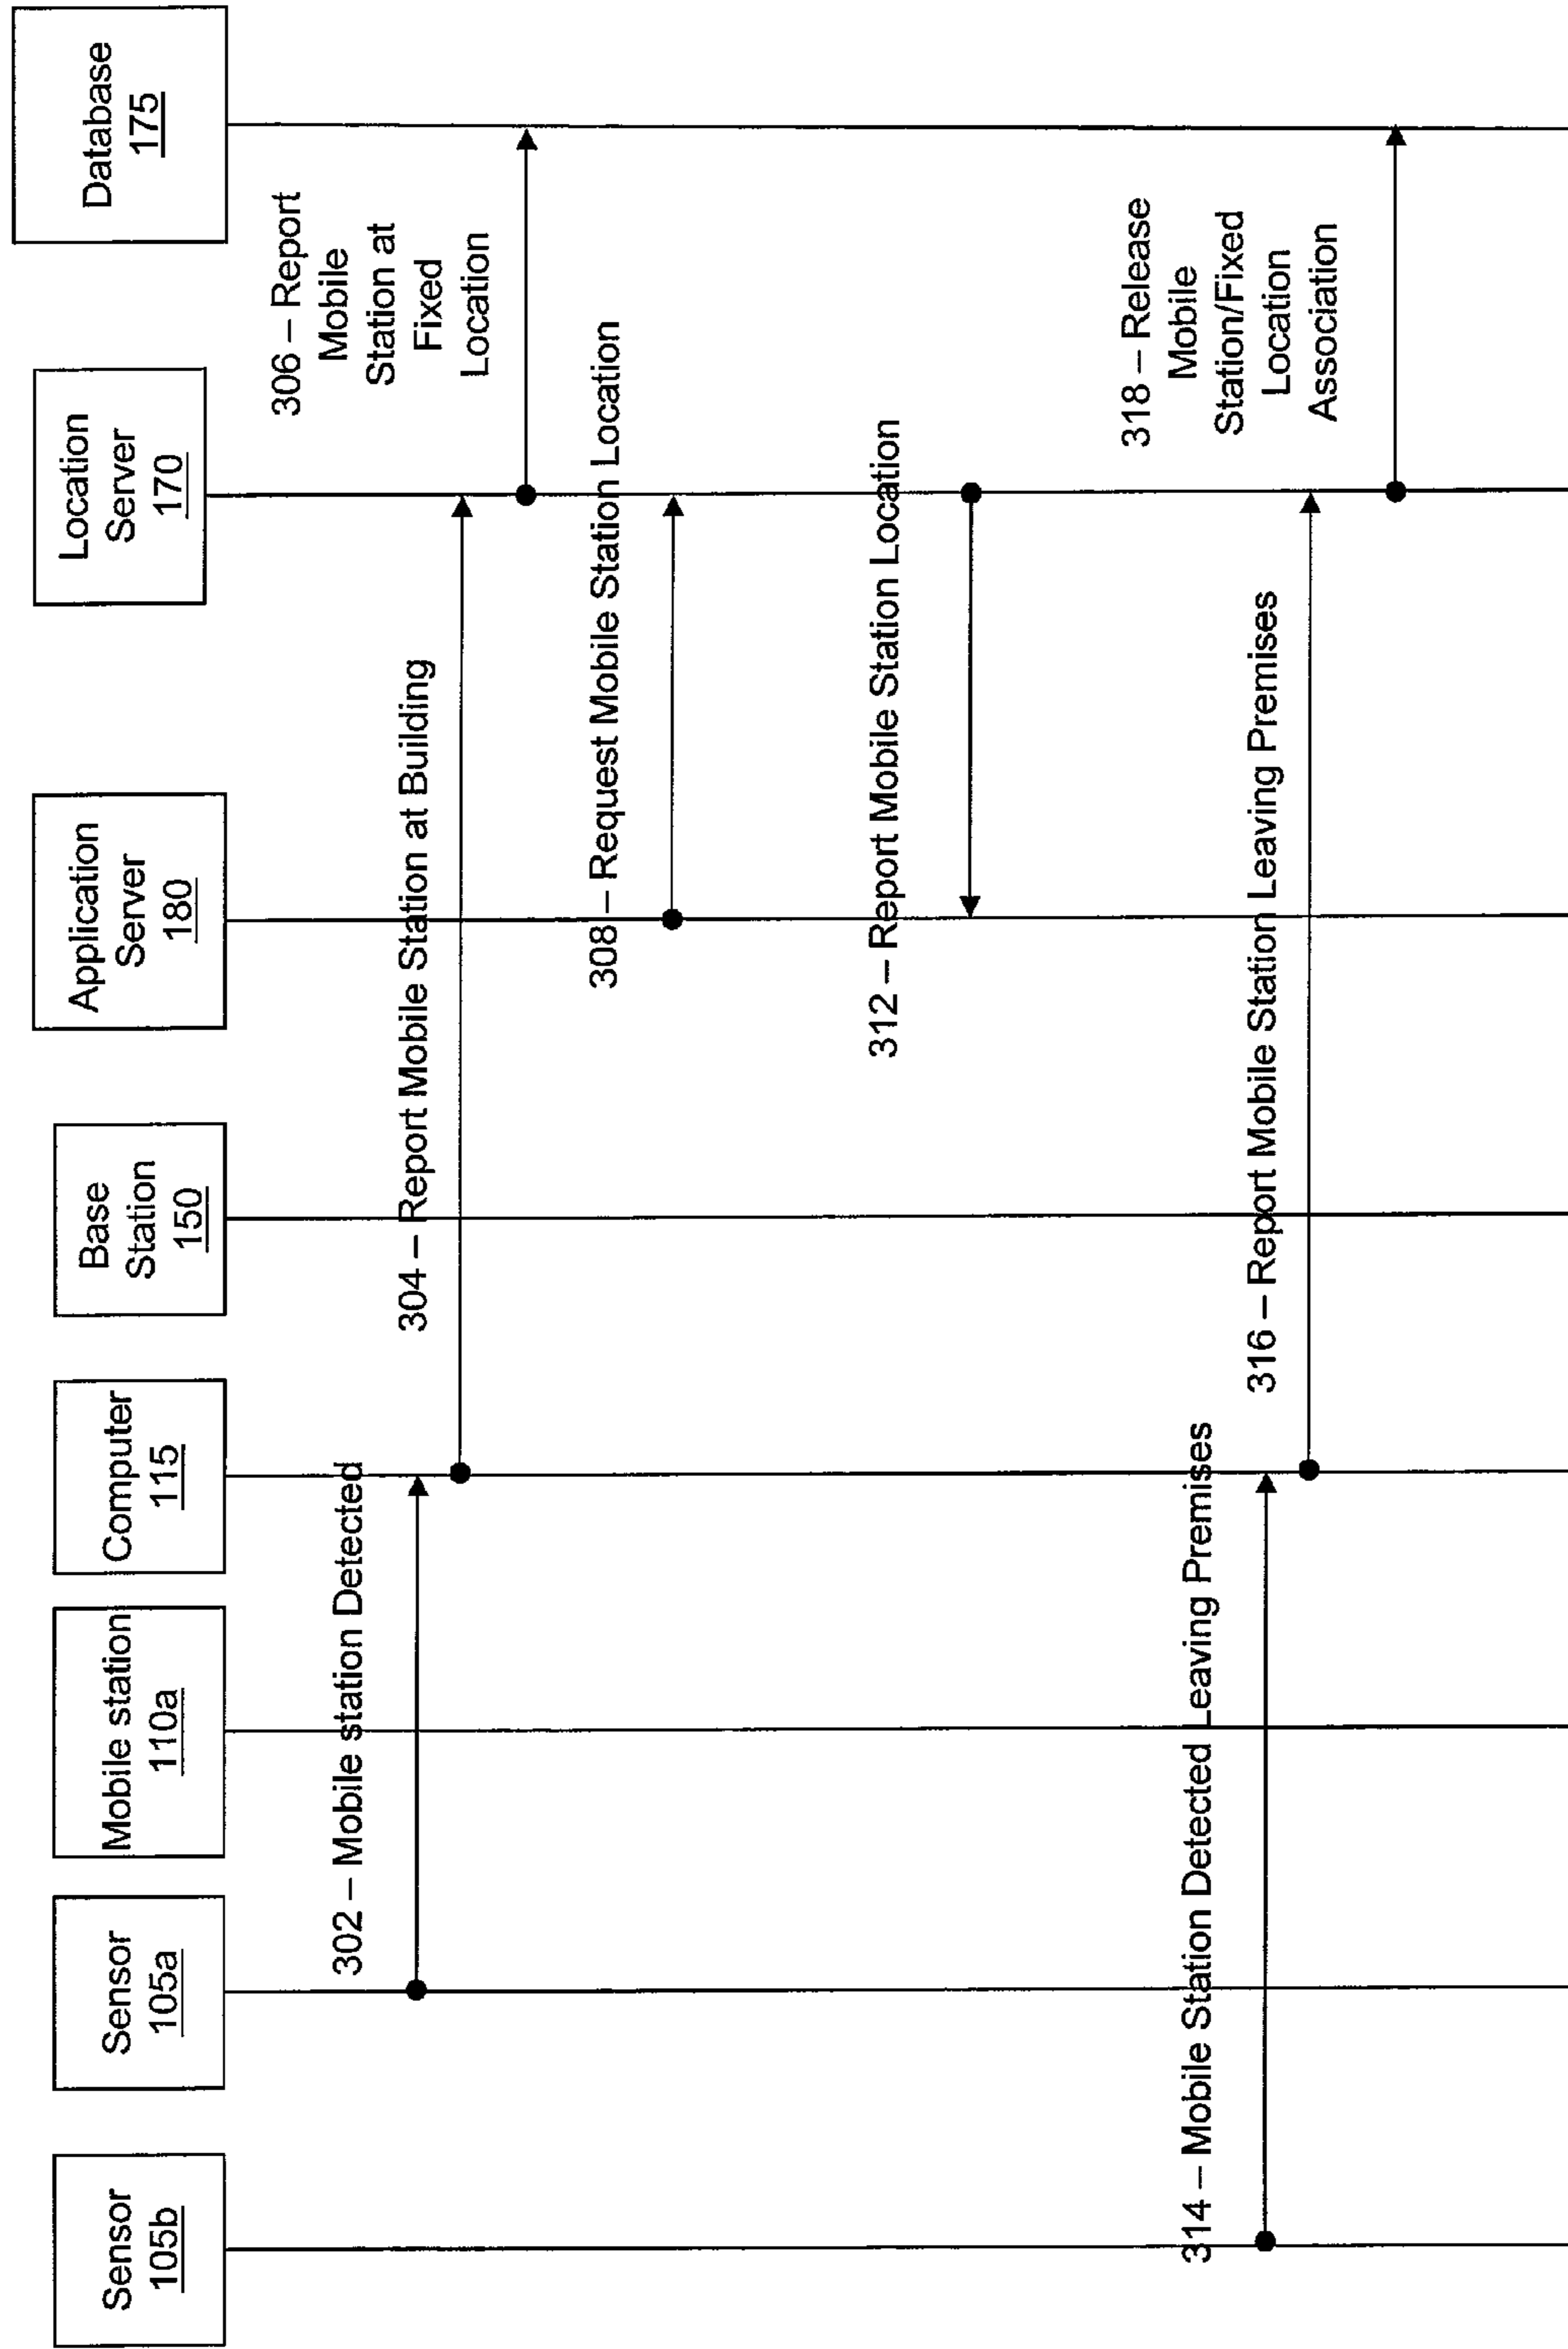 Sensor
105b
Sensor
105a
Mobile station
110a
Computer
115
Base
Station
150
Application
Server
180
Location
Server
170
Database
175
302 – Mobile station Detected
304 – Report Mobile Station at Building
306 – Report
Mobile
Station at
Fixed
Location
308 – Request Mobile Station Location
312 – Report Mobile Station Location
314 – Mobile Station Detected Leaving Premises
316 – Report Mobile Station Leaving Premises
318 – Release
Mobile
Station/Fixed
Location
Association